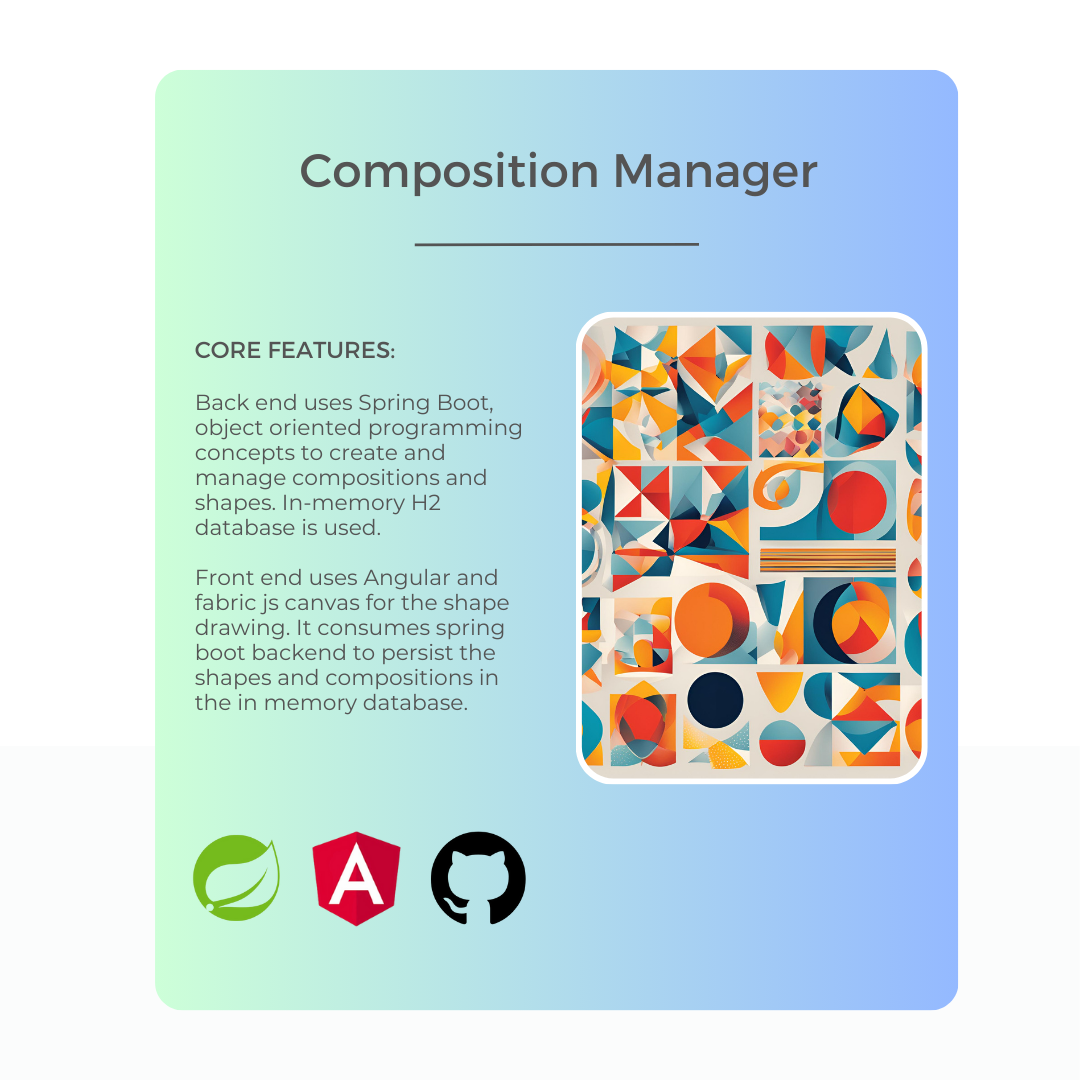 Composition Manager
CORE FEATURES:
Back end uses Spring Boot,
object oriented programming
concepts to create and
manage compositions and
shapes. In-memory H2
database is used.
Front end uses Angular and
fabric js canvas for the shape
drawing. It consumes spring
boot backend to persist the
shapes and compositions in
the in memory database.
A